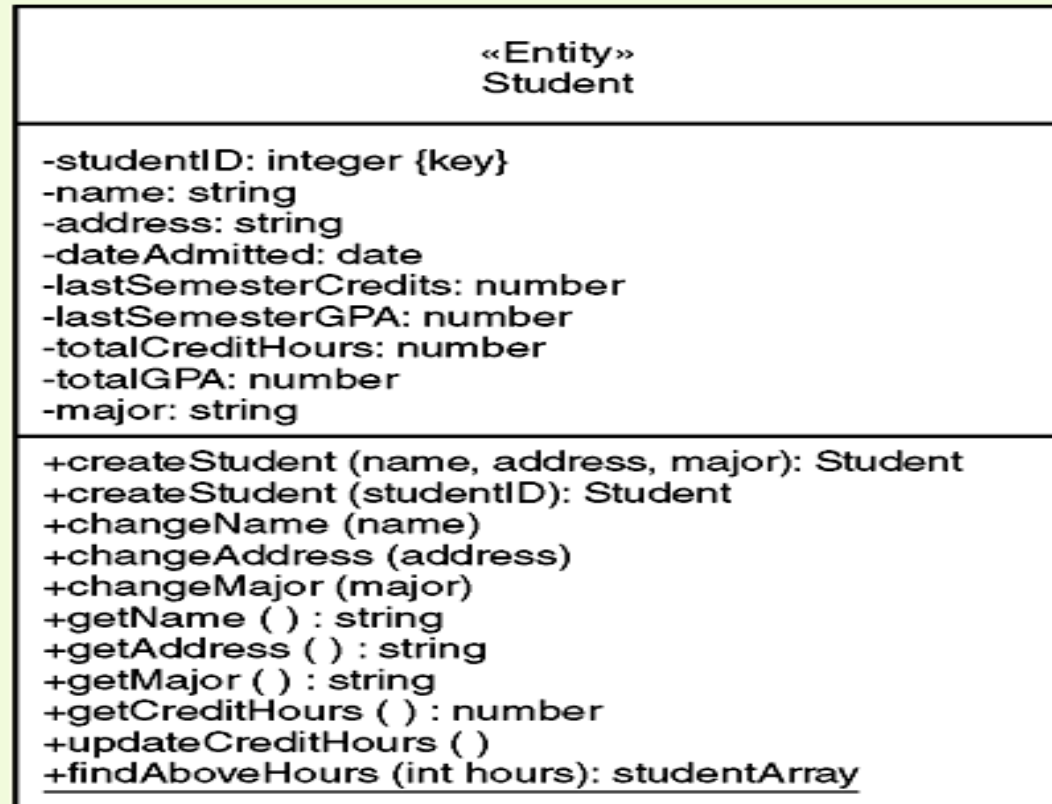 «Entity»
Student
-studentID: integer {key}
-name: string
-address: string
-dateAdmitted: date
-lastSemesterCredits: number
-lastSemesterGPA: number
-totalCreditHours: number
-totalGPA: number
-major: string
+createStudent (name, address, major): Student
+createStudent (studentID): Student
+changeName (name)
+changeAddress (address)
+changeMajor (major)
+getName ( ) : string
+getAddress ( ) : string
+getMajor ( ) : string
+getCreditHours ( ) : number
+updateCreditHours ( )
+findAboveHours (int hours): studentArray